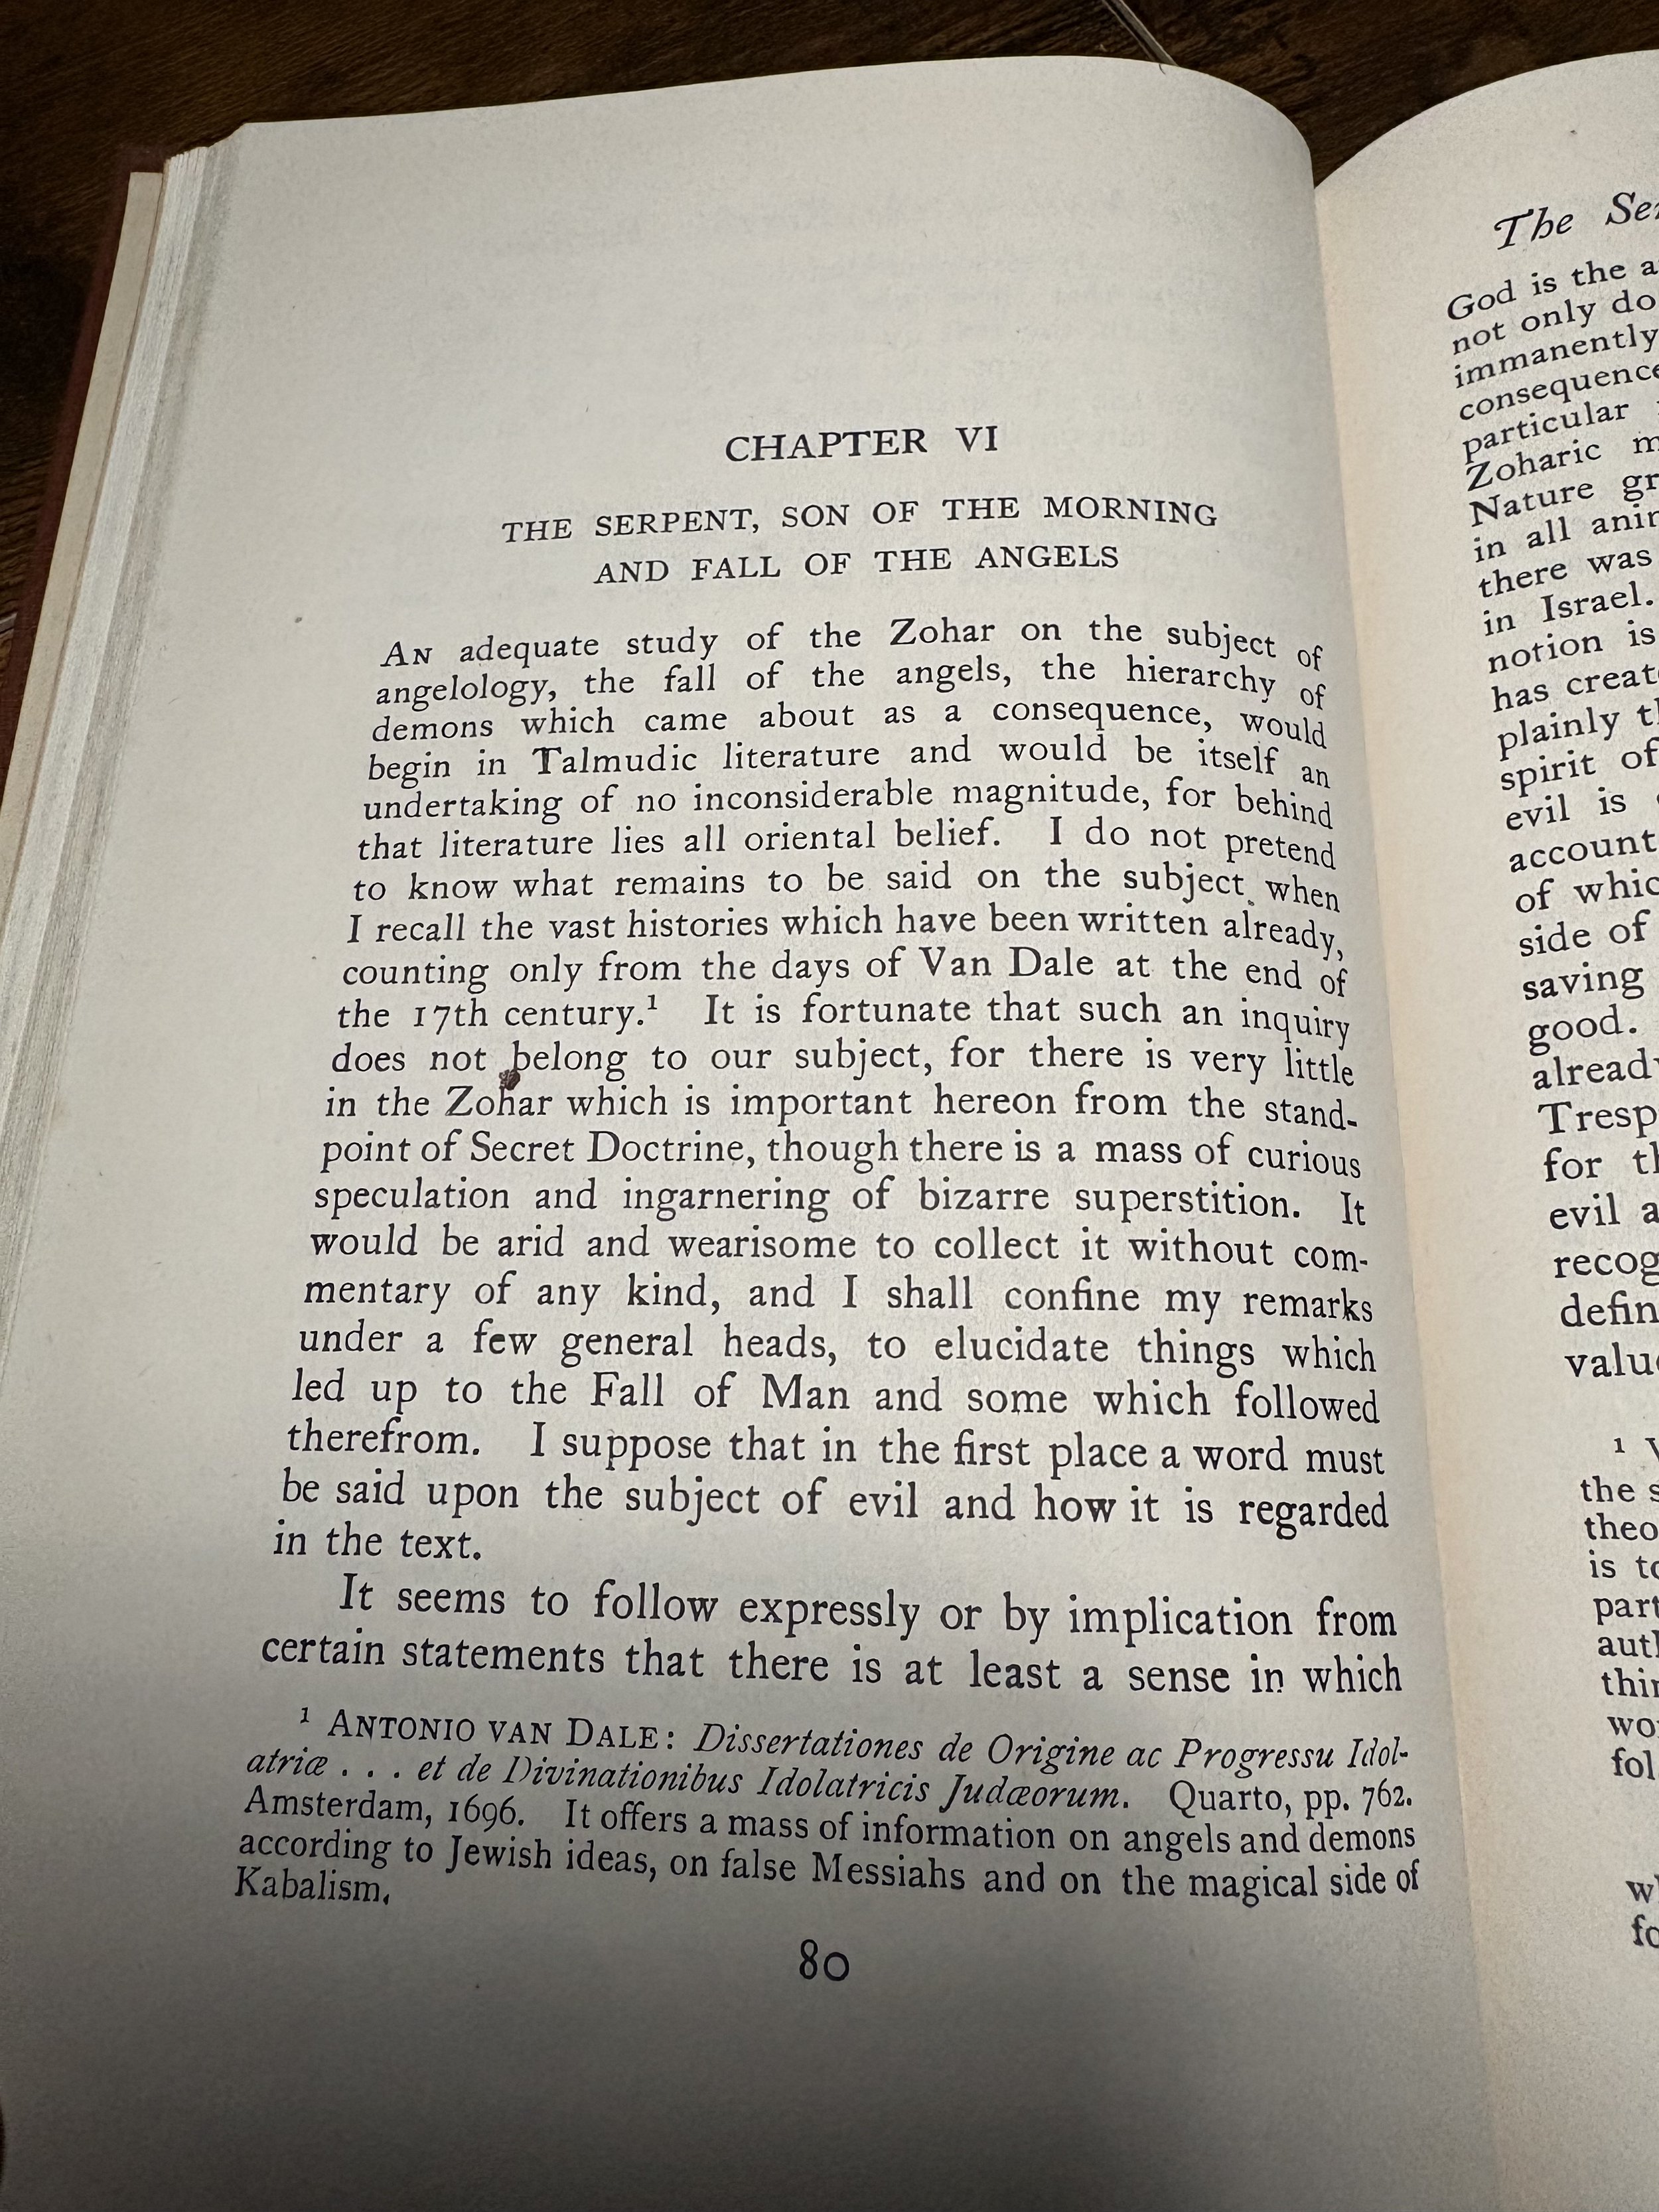 CHAPTER VI
THE SERPENT, SON OF THE MORNING
AND FALL OF THE ANGELS
An adequate study of the Zohar on the subject of
angelology, the fall of the angels, the hierarchy of
demons which came about as a consequence, would
begin in Talmudic literature and would be itself an
undertaking of no inconsiderable magnitude, for behind
that literature lies all oriental belief. I do not pretend
to know what remains to be said on the subject when
I recall the vast histories which have been written already,
counting only from the days of Van Dale at the end of
the 17th century.¹ It is fortunate that such an inquiry
does not belong to our subject, for there is very little
in the Zohar which is important hereon from the stand-
point of Secret Doctrine, though there is a mass of curious
speculation and ingarnering of bizarre superstition. It
would be arid and wearisome to collect it without com-
mentary of any kind, and I shall confine my remarks
under a few general heads, to elucidate things which
led up to the Fall of Man and some which followed
therefrom. I suppose that in the first place a word must
be said upon the subject of evil and how it is regarded
in the text.
It seems to follow expressly or by implication from
certain statements that there is at least a sense in which
¹ Antonio van Dale: Dissertationes de Origine ac Progressu Idol-
atriæ . . . et de Divinationibus Idolatricis Judæorum. Quarto, pp. 762.
Amsterdam, 1696. It offers a mass of information on angels and demons
according to Jewish ideas, on false Messiahs and on the magical side of
Kabalism.
80
The
God is the
not only
immanently
particular
Zoharic
Nature
in all
there was
in Israel.
notion is
has
plainly
spirit of
evil is
of
side of
saving
good.
for
evil
1
the
is